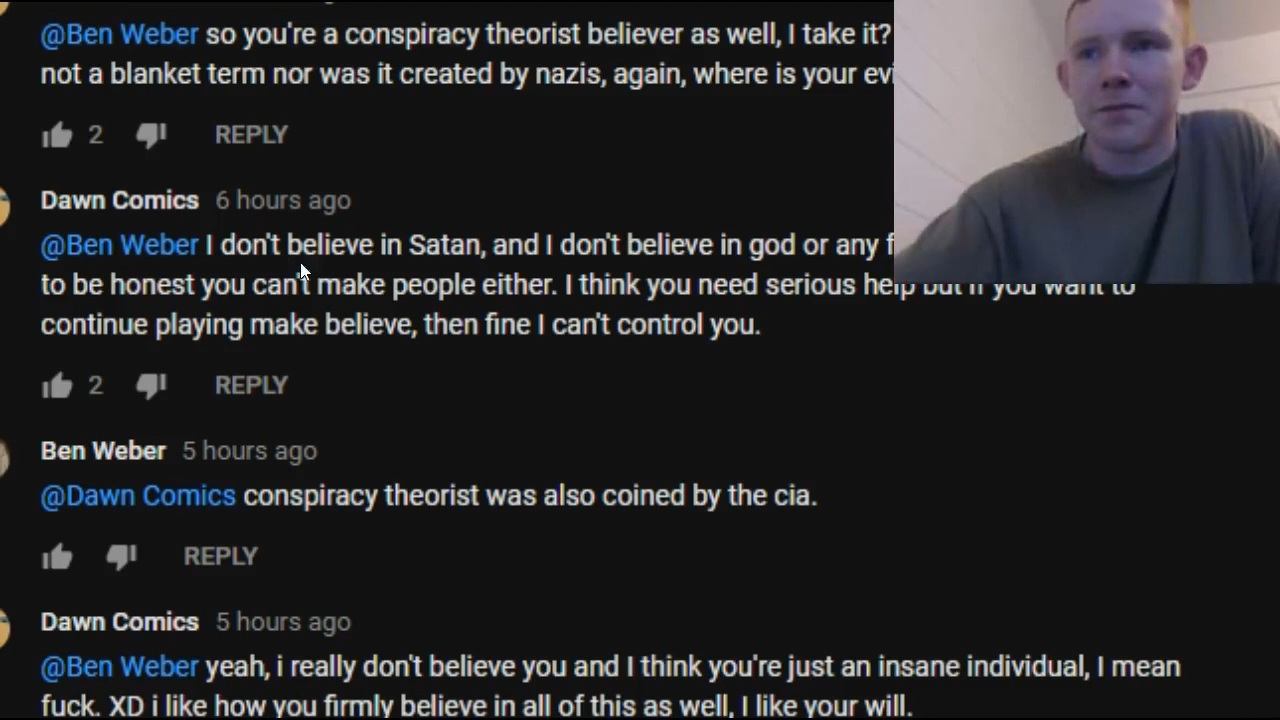 @Ben Weber so you're a conspiracy theorist believer as well, I take it?
not a blanket term nor was it created by nazis, again, where is your
2 REPLY
Dawn Comics 6 hours ago
@Ben Weber I don't believe in Satan, and I don't believe in god or any
to be honest you can't make people either. I think you need serious help but if you want to
continue playing make believe, then fine I can't control you.
2 REPLY
Ben Weber 5 hours ago
@Dawn Comics conspiracy theorist was also coined by the cia.
REPLY
Dawn Comics 5 hours ago
@Ben Weber yeah, i really don't believe you and I think you're just an insane individual, I mean
fuck. XD i like how you firmly believe in all of this as well, I like your will.